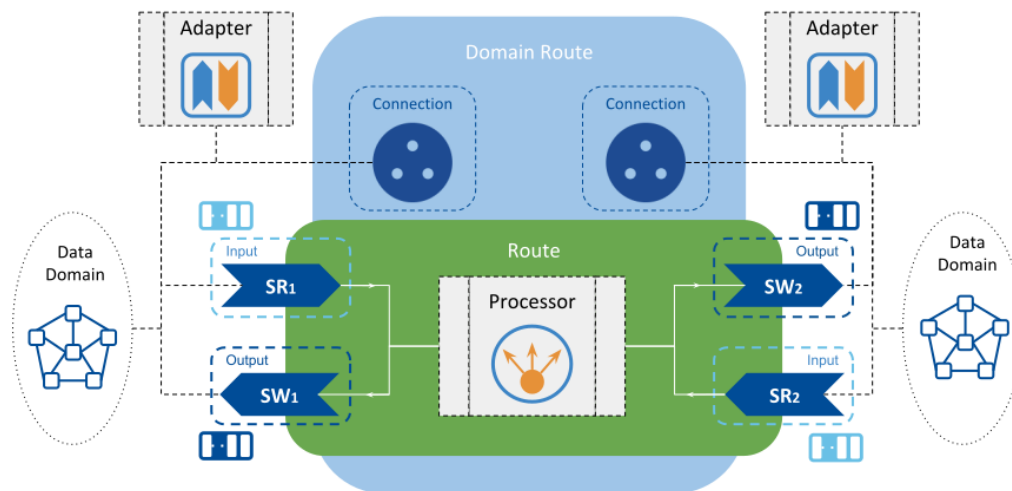 Adapter
Domain Route
Adapter
Connection
Connection
Data
Domain
Input
SR1
Output
SW1
Route
Processor
Output
SW2
Input
SR2
Data
Domain